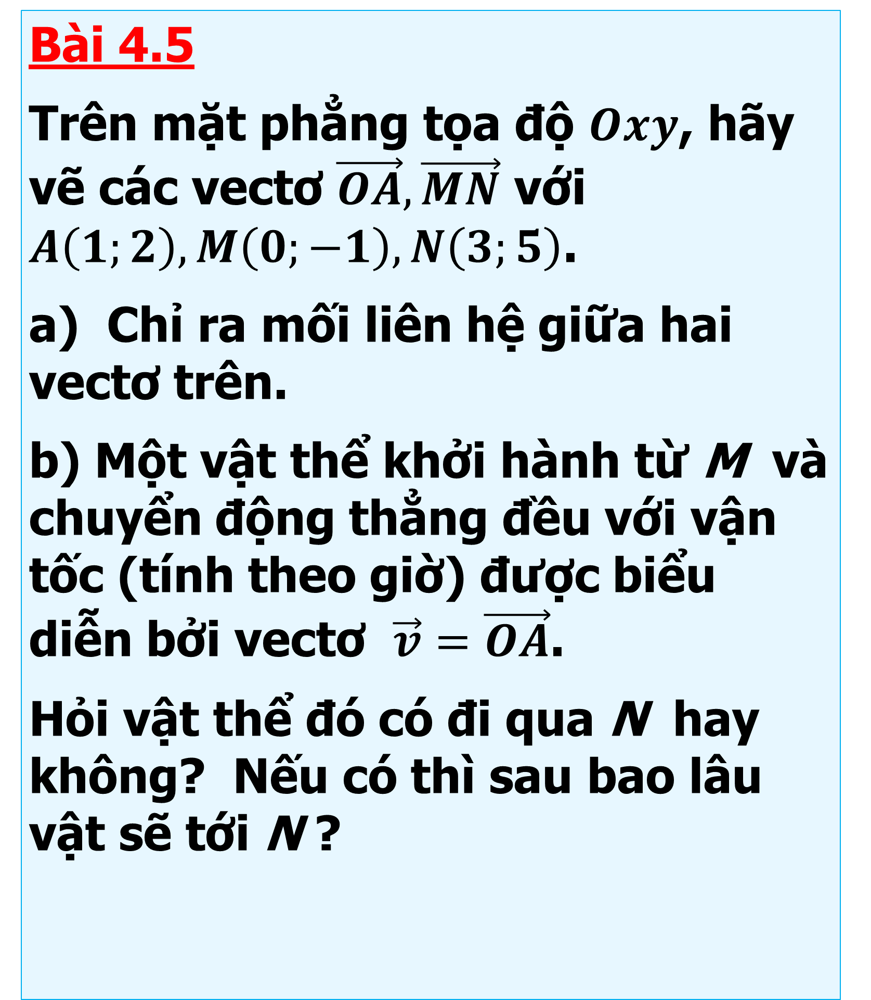 Bài 4.5
Trên mặt phẳng tọa độ Oxy, hãy
vẽ các vectơ $\overrightarrow{OA}, \overrightarrow{MN}$ với
A(1; 2), M(0; −1), N(3; 5).
a) Chỉ ra mối liên hệ giữa hai
vectơ trên.
b) Một vật thể khởi hành từ M và
chuyển động thẳng đều với vận
tốc (tính theo giờ) được biểu
diễn bởi vectơ $\overrightarrow{v} = \overrightarrow{OA}$.
Hỏi vật thể đó có đi qua N hay
không? Nếu có thì sau bao lâu
vật sẽ tới N?